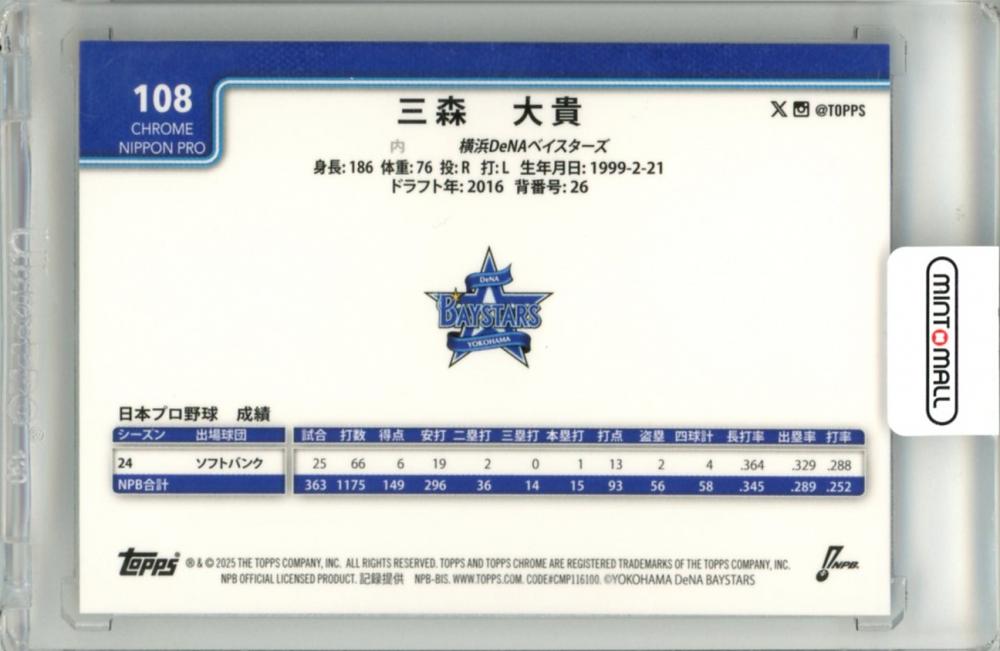 108
CHROME
NIPPON PRO
三森 大貴
@TOPPS
内 横浜DeNAベイスターズ
身長: 186 体重: 76 投: R 打: L 生年月日: 1999-2-21
ドラフト年: 2016 背番号: 26
DeNA
BAYSTARS
YOKOHAMA
MINT MALL
日本プロ野球 成績
シーズン 出場球団 試合 打数 得点 安打 二塁打 三塁打 本塁打 打点 盗塁 四球計 長打率 出塁率 打率
24 ソフトバンク 25 66 6 19 2 0 1 13 2 4 .364 .329 .288
NPB合計 363 1175 149 296 36 14 15 93 56 58 .345 .289 .252
topps ® & © 2025 THE TOPPS COMPANY, INC. ALL RIGHTS RESERVED. TOPPS AND TOPPS CHROME ARE REGISTERED TRADEMARKS OF THE TOPPS COMPANY, INC.
NPB OFFICIAL LICENSED PRODUCT. 記録提供 NPB-BIS. WWW.TOPPS.COM. CODE#CMP116100. ©YOKOHAMA DeNA BAYSTARS
NPB.